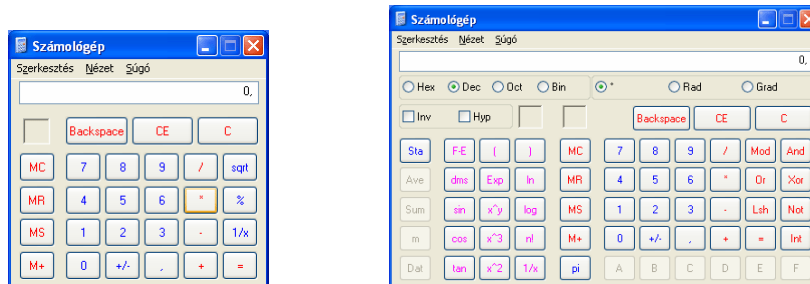 Számológép
Szerkesztés Nézet Súgó
0,
Backspace CE C
MC 7 8 9 / sqrt
MR 4 5 6 * %
MS 1 2 3 - 1/x
M+ 0 +/- , + =
Számológép
Szerkesztés Nézet Súgó
0,
Hex Dec Oct Bin ° Rad Grad
Inv Hyp Backspace CE C
Sta F-E ( ) MC 7 8 9 / Mod And
Ave dms Exp ln MR 4 5 6 * Or Xor
Sum sin x^y log MS 1 2 3 - Lsh Not
m cos x^3 n! M+ 0 +/- , + = Int
Dat tan x^2 1/x pi A B C D E F